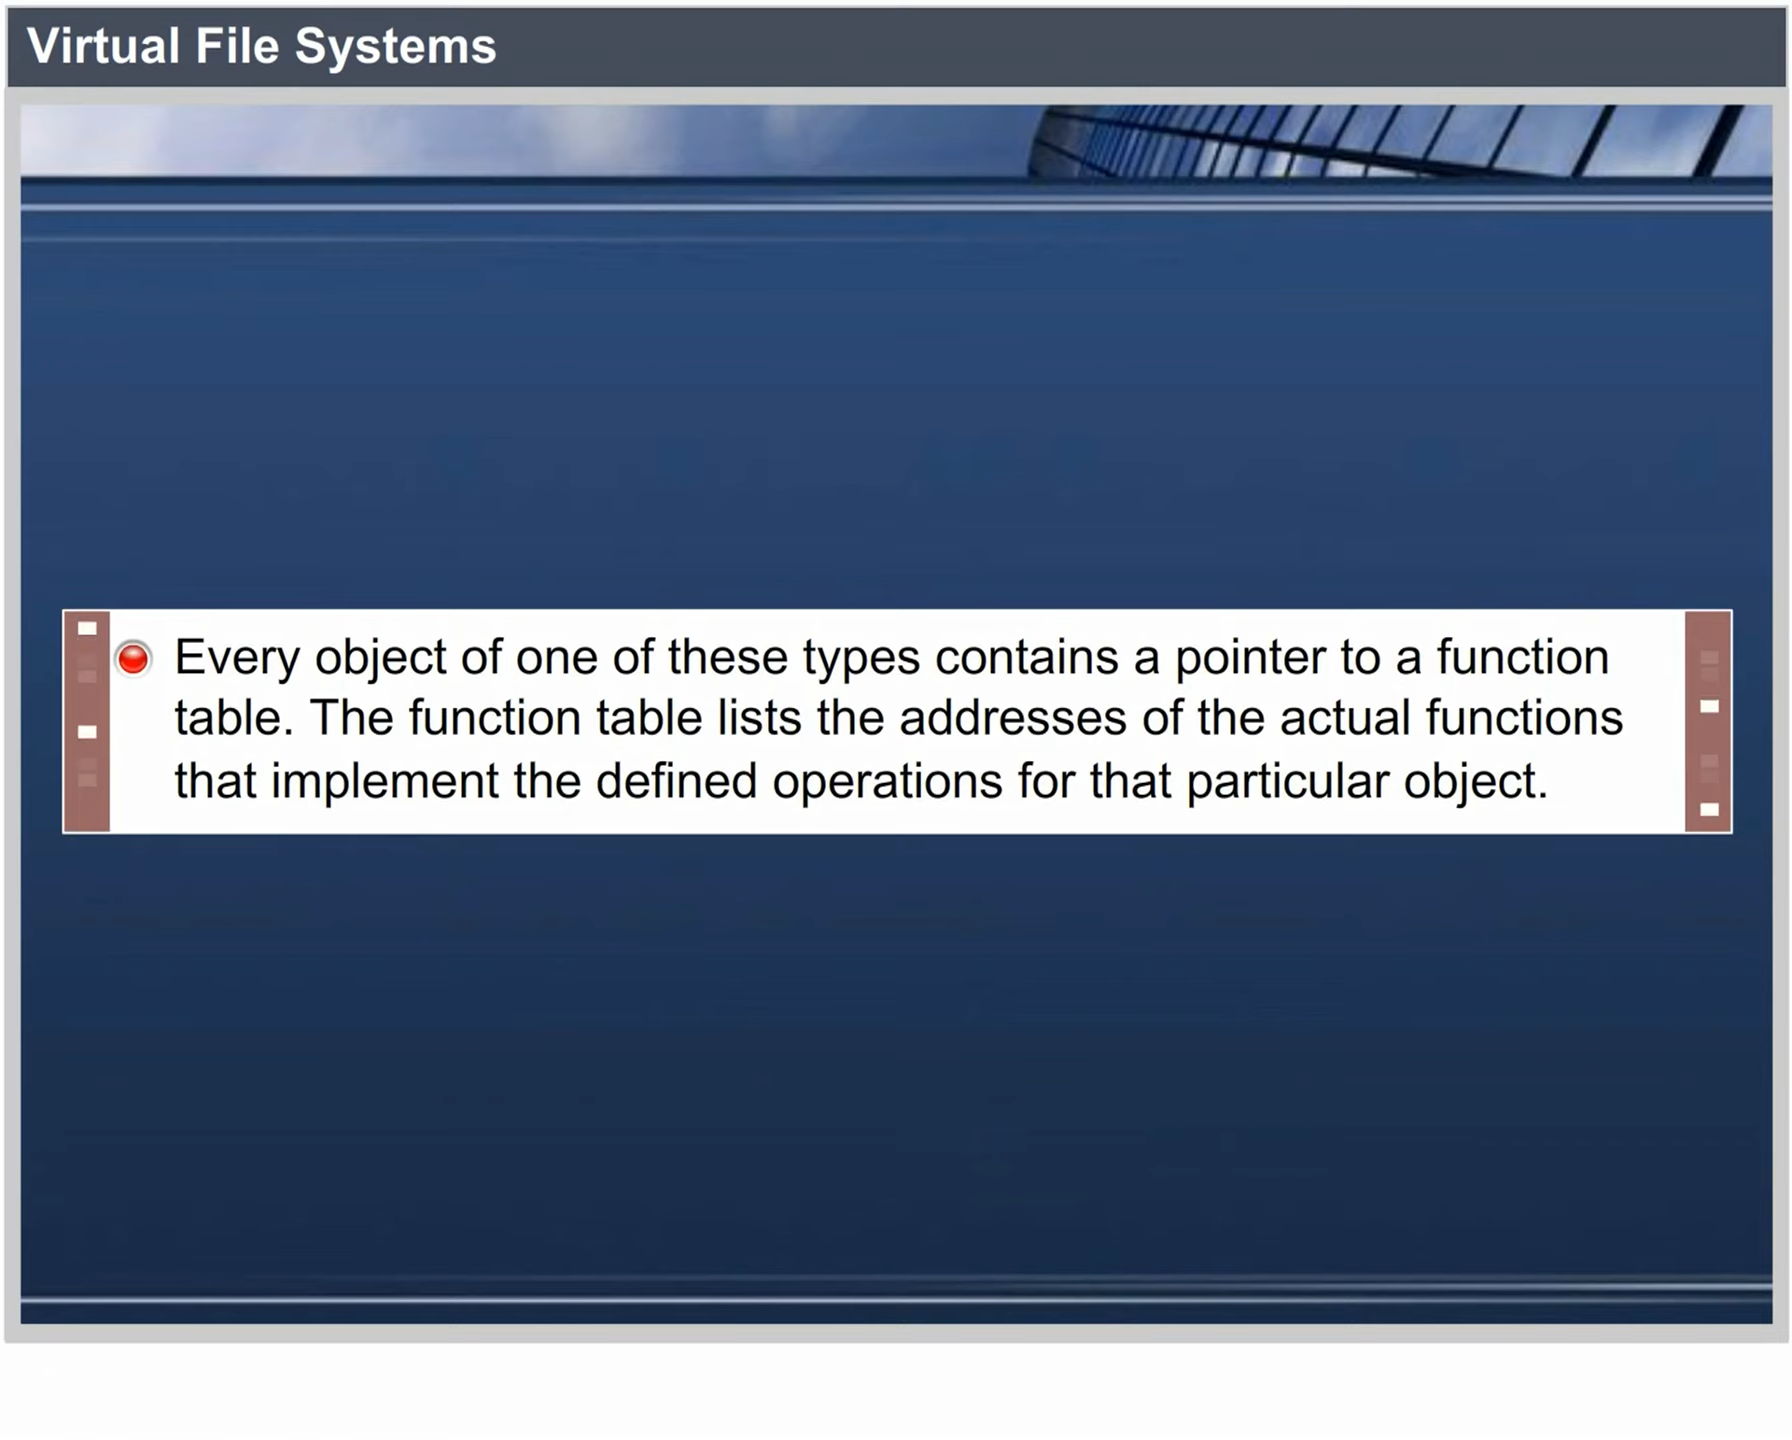 Virtual File Systems
Every object of one of these types contains a pointer to a function
table. The function table lists the addresses of the actual functions
that implement the defined operations for that particular object.